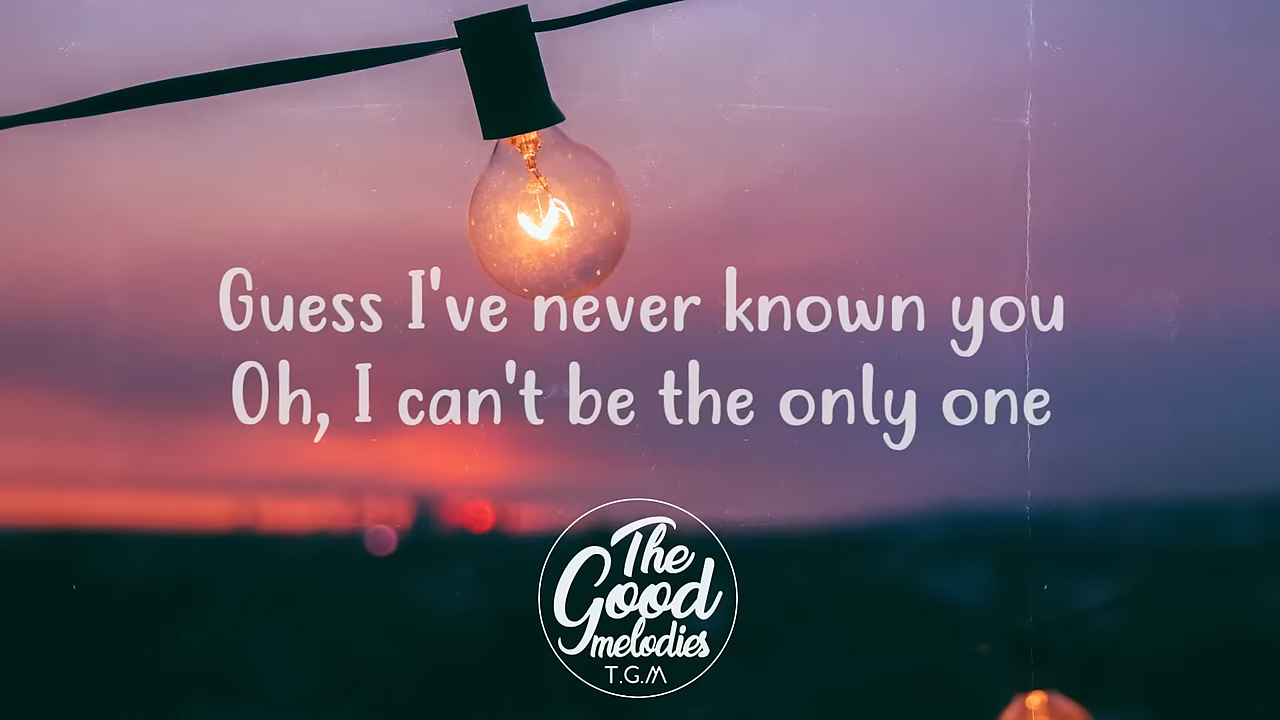 Guess I've never known you
Oh, I can't be the only one
The
Good
melodies
T.G.M